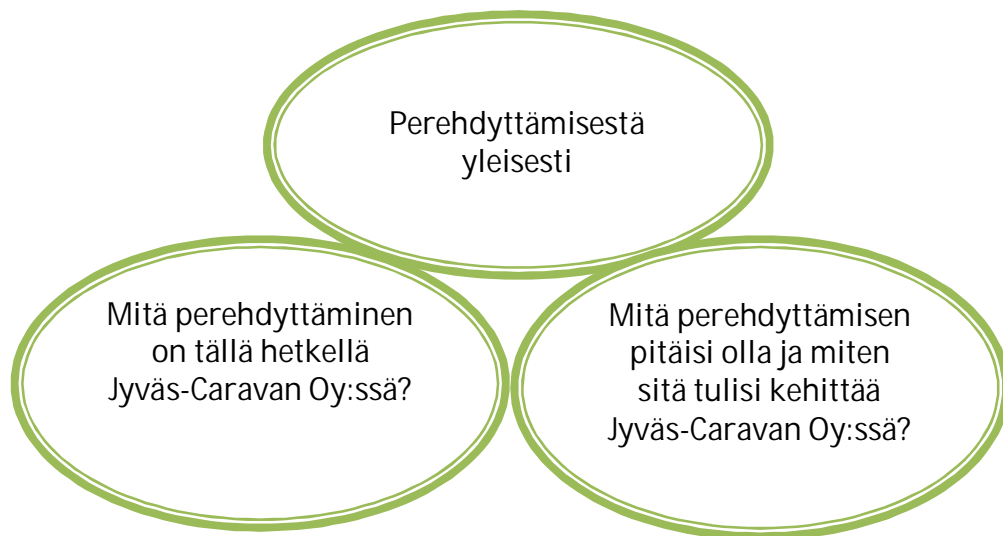 Perehdyttämisestä
yleisesti
Mitä perehdyttäminen
on tällä hetkellä
Jyväs-Caravan Oy:ssä?
Mitä perehdyttämisen
pitäisi olla ja miten
sitä tulisi kehittää
Jyväs-Caravan Oy:ssä?